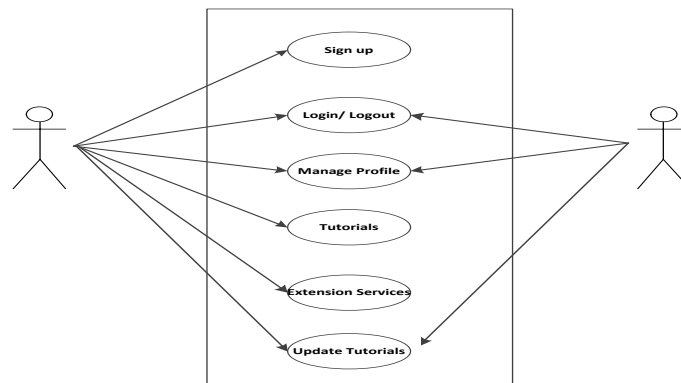 Sign up
Login/ Logout
Manage Profile
Tutorials
Extension Services
Update Tutorials